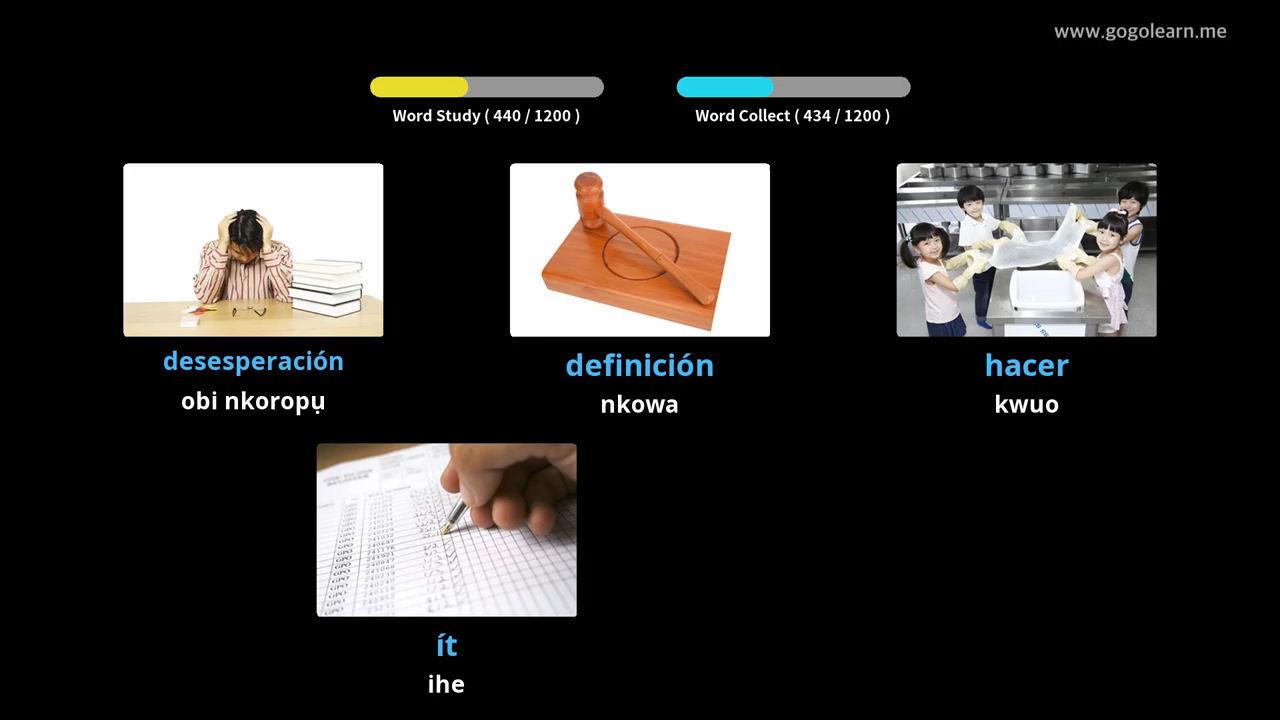 www.gogolearn.me
Word Study ( 440 / 1200 )
Word Collect ( 434 / 1200 )
desesperación
obi nkoropụ
definición
nkowa
hacer
kwuo
ít
ihe